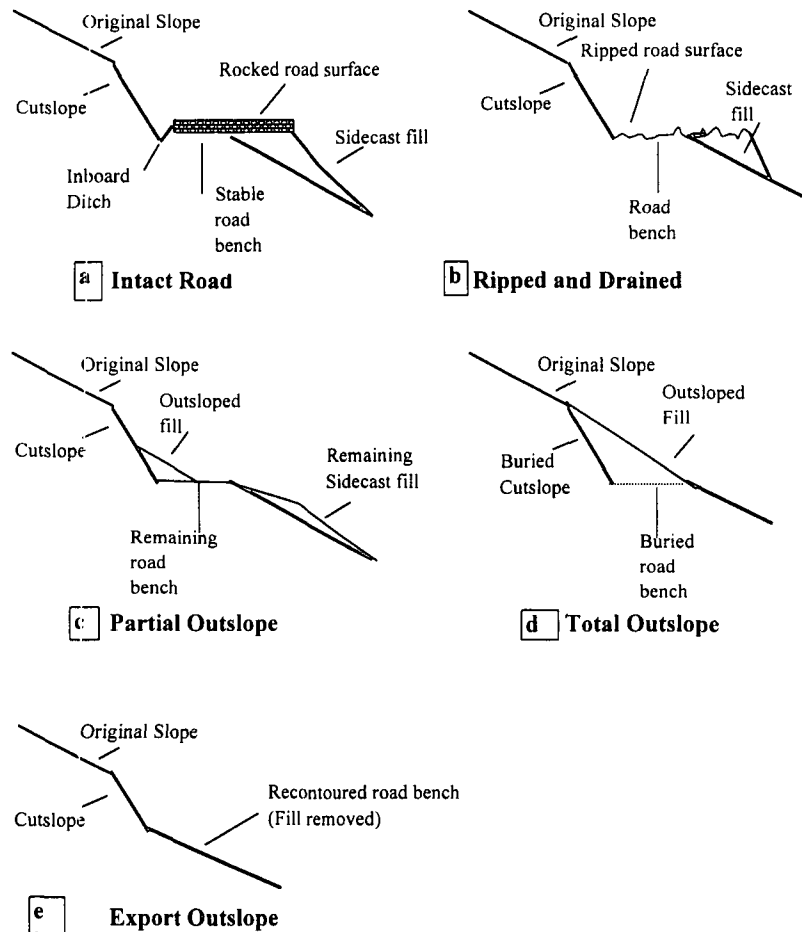 Original Slope
Rocked road surface
Cutslope
Sidecast fill
Inboard
Ditch
Stable
road
bench
a Intact Road
Original Slope
Ripped road surface
Sidecast
fill
Cutslope
Road
bench
b Ripped and Drained
Original Slope
Outsloped
fill
Cutslope
Remaining
Sidecast fill
Remaining
road
bench
c Partial Outslope
Original Slope
Outsloped
Fill
Buried
Cutslope
Buried
road
bench
d Total Outslope
Original Slope
Cutslope
Recontoured road bench
(Fill removed)
e Export Outslope